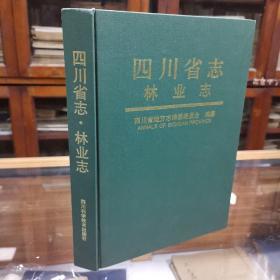 四川省志
林业志
四川省地方志编纂委员会 编纂
ANNALS OF SICHUAN PROVINCE
四川省志·林业志
四川科学技术出版社